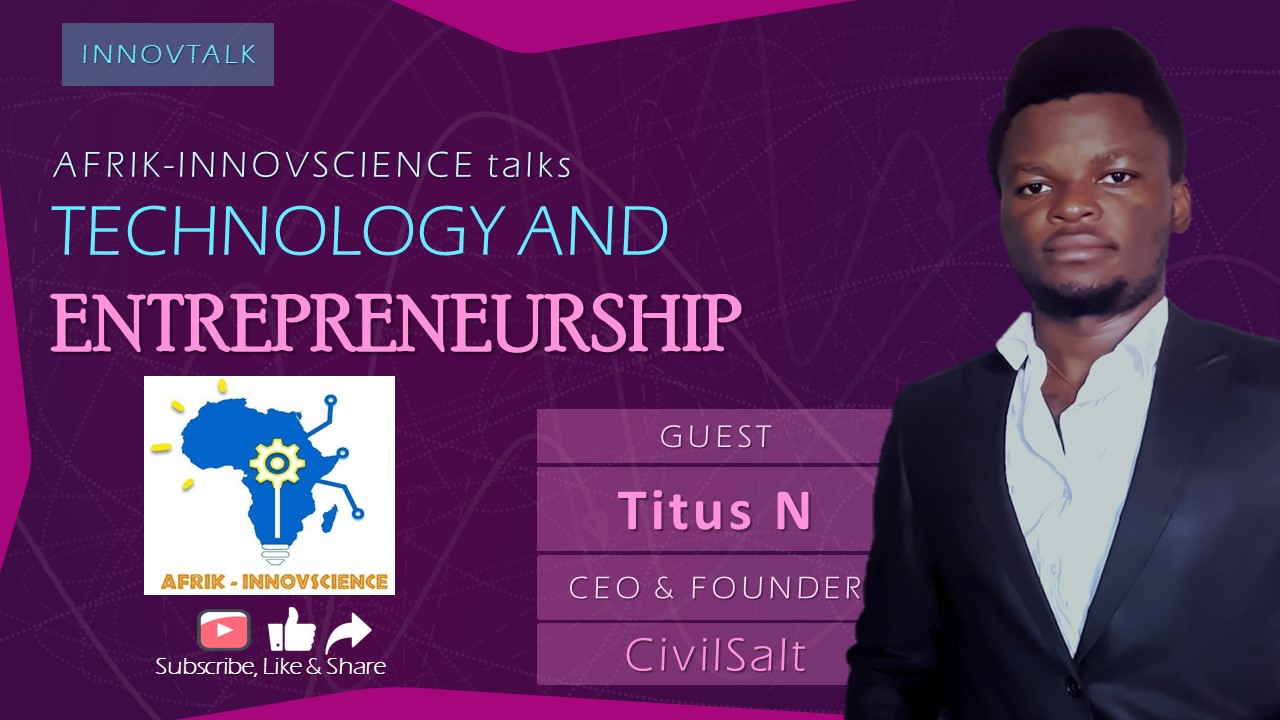 INNOVTALK
AFRIK-INNOVSCIENCE talks
TECHNOLOGY AND
ENTREPRENEURSHIP
AFRIK - INNOVSCIENCE
Subscribe, Like & Share
GUEST
Titus N
CEO & FOUNDER
CivilSalt